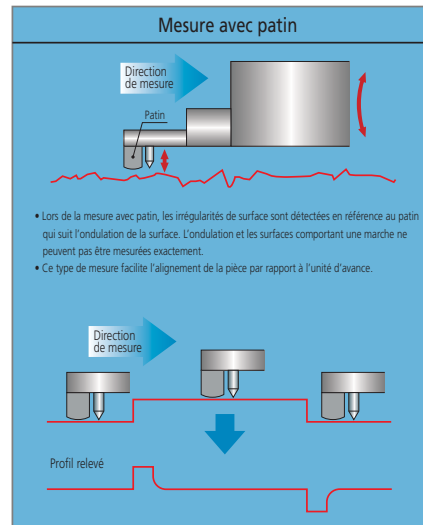 Mesure avec patin
Direction
de mesure
Patin
• Lors de la mesure avec patin, les irrégularités de surface sont détectées en référence au patin
qui suit l'ondulation de la surface. L'ondulation et les surfaces comportant une marche ne
peuvent pas être mesurées exactement.
• Ce type de mesure facilite l'alignement de la pièce par rapport à l'unité d'avance.
Direction
de mesure
Profil relevé